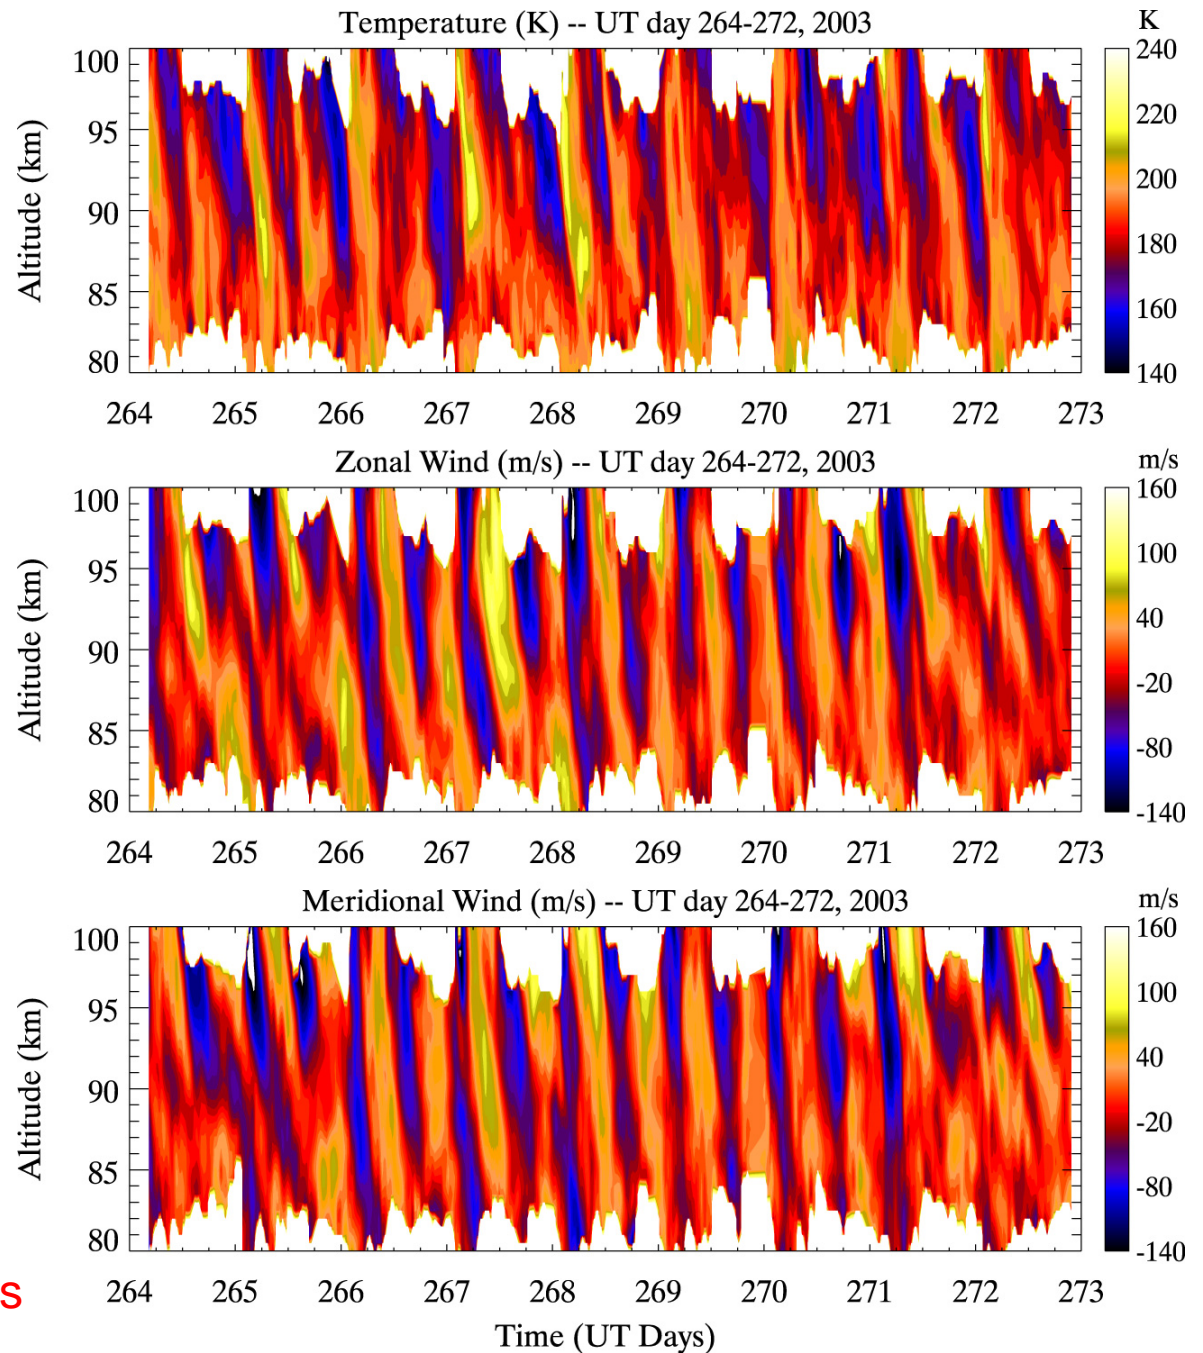 Temperature (K) -- UT day 264-272, 2003
K
100
95
90
85
80
Altitude (km)
240
220
200
180
160
140
264 265 266 267 268 269 270 271 272 273
Zonal Wind (m/s) -- UT day 264-272, 2003
m/s
100
95
90
85
80
Altitude (km)
160
100
40
-20
-80
-140
264 265 266 267 268 269 270 271 272 273
Meridional Wind (m/s) -- UT day 264-272, 2003
m/s
100
95
90
85
80
Altitude (km)
160
100
40
-20
-80
-140
s
264 265 266 267 268 269 270 271 272 273
Time (UT Days)